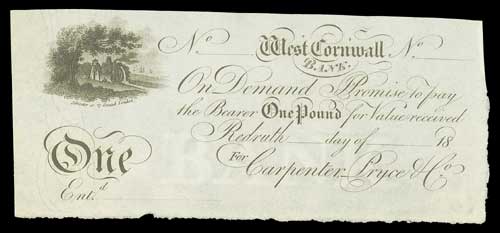 No West Cornwall No
BANK.
On Demand I Promise to pay
the Bearer One Pound for Value received
Redruth day of 18
One For Carpenter, Pryce & Co
Ent.d